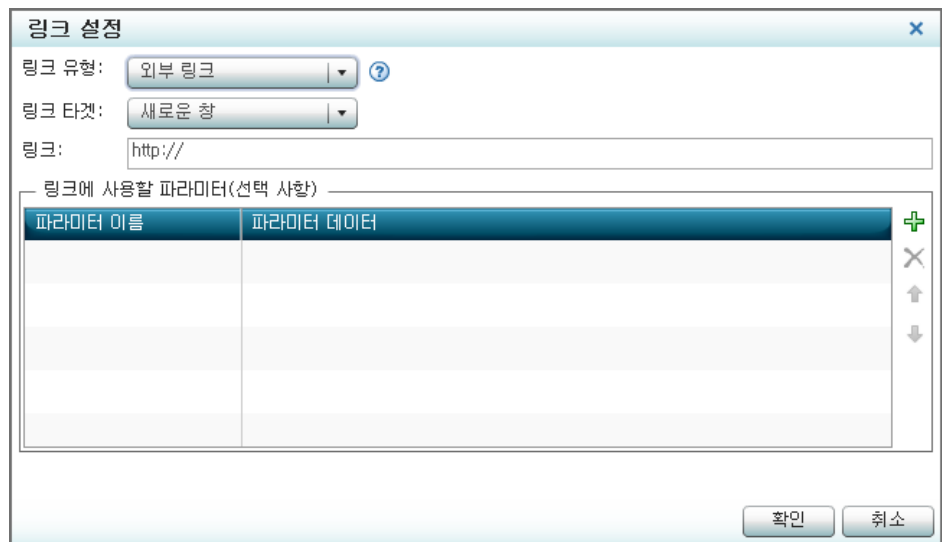 링크 설정
링크 유형: 외부 링크
링크 타겟: 새로운 창
링크: http://
링크에 사용할 파라미터(선택 사항)
파라미터 이름 파라미터 데이터
확인 취소